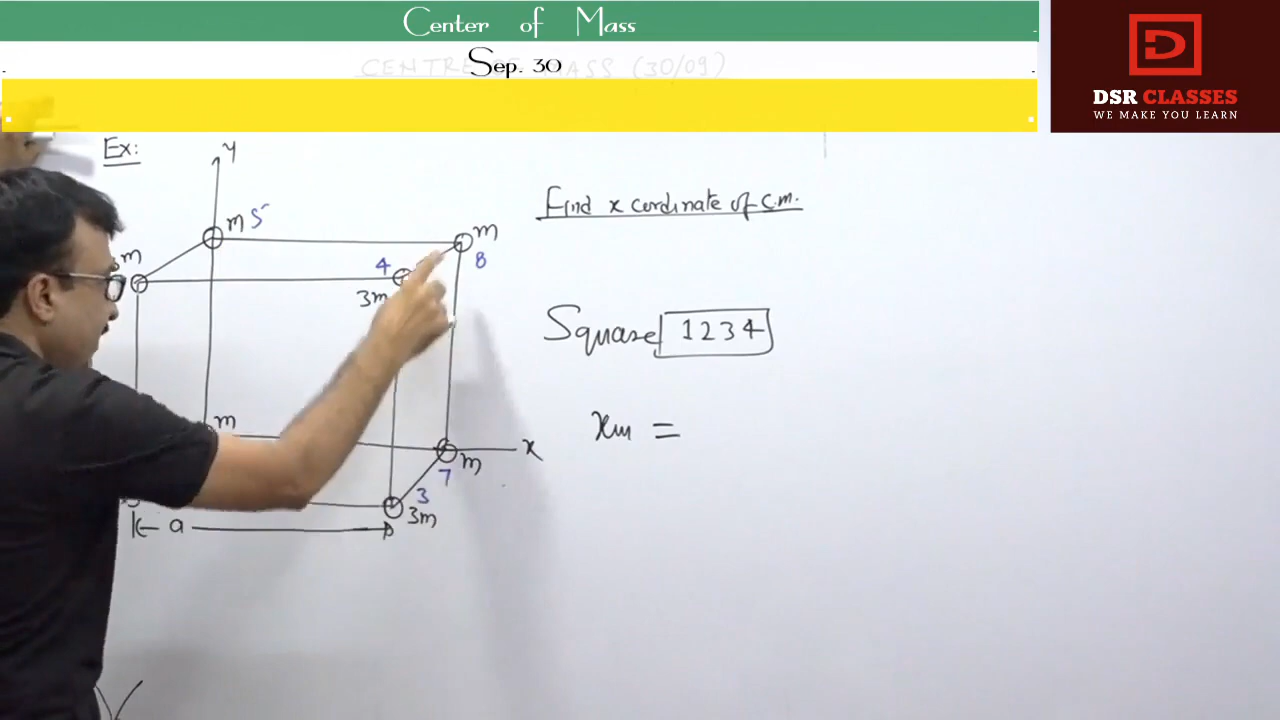 Center of Mass
Sep. 30
CENTRE OF MASS (30/09)
DSR CLASSES
WE MAKE YOU LEARN
Ex:
y
m 5
m
8
m
4
3m
Find x cordinate of C.m.
Square 1234
xm =
m
x
m
7
3
3m
a